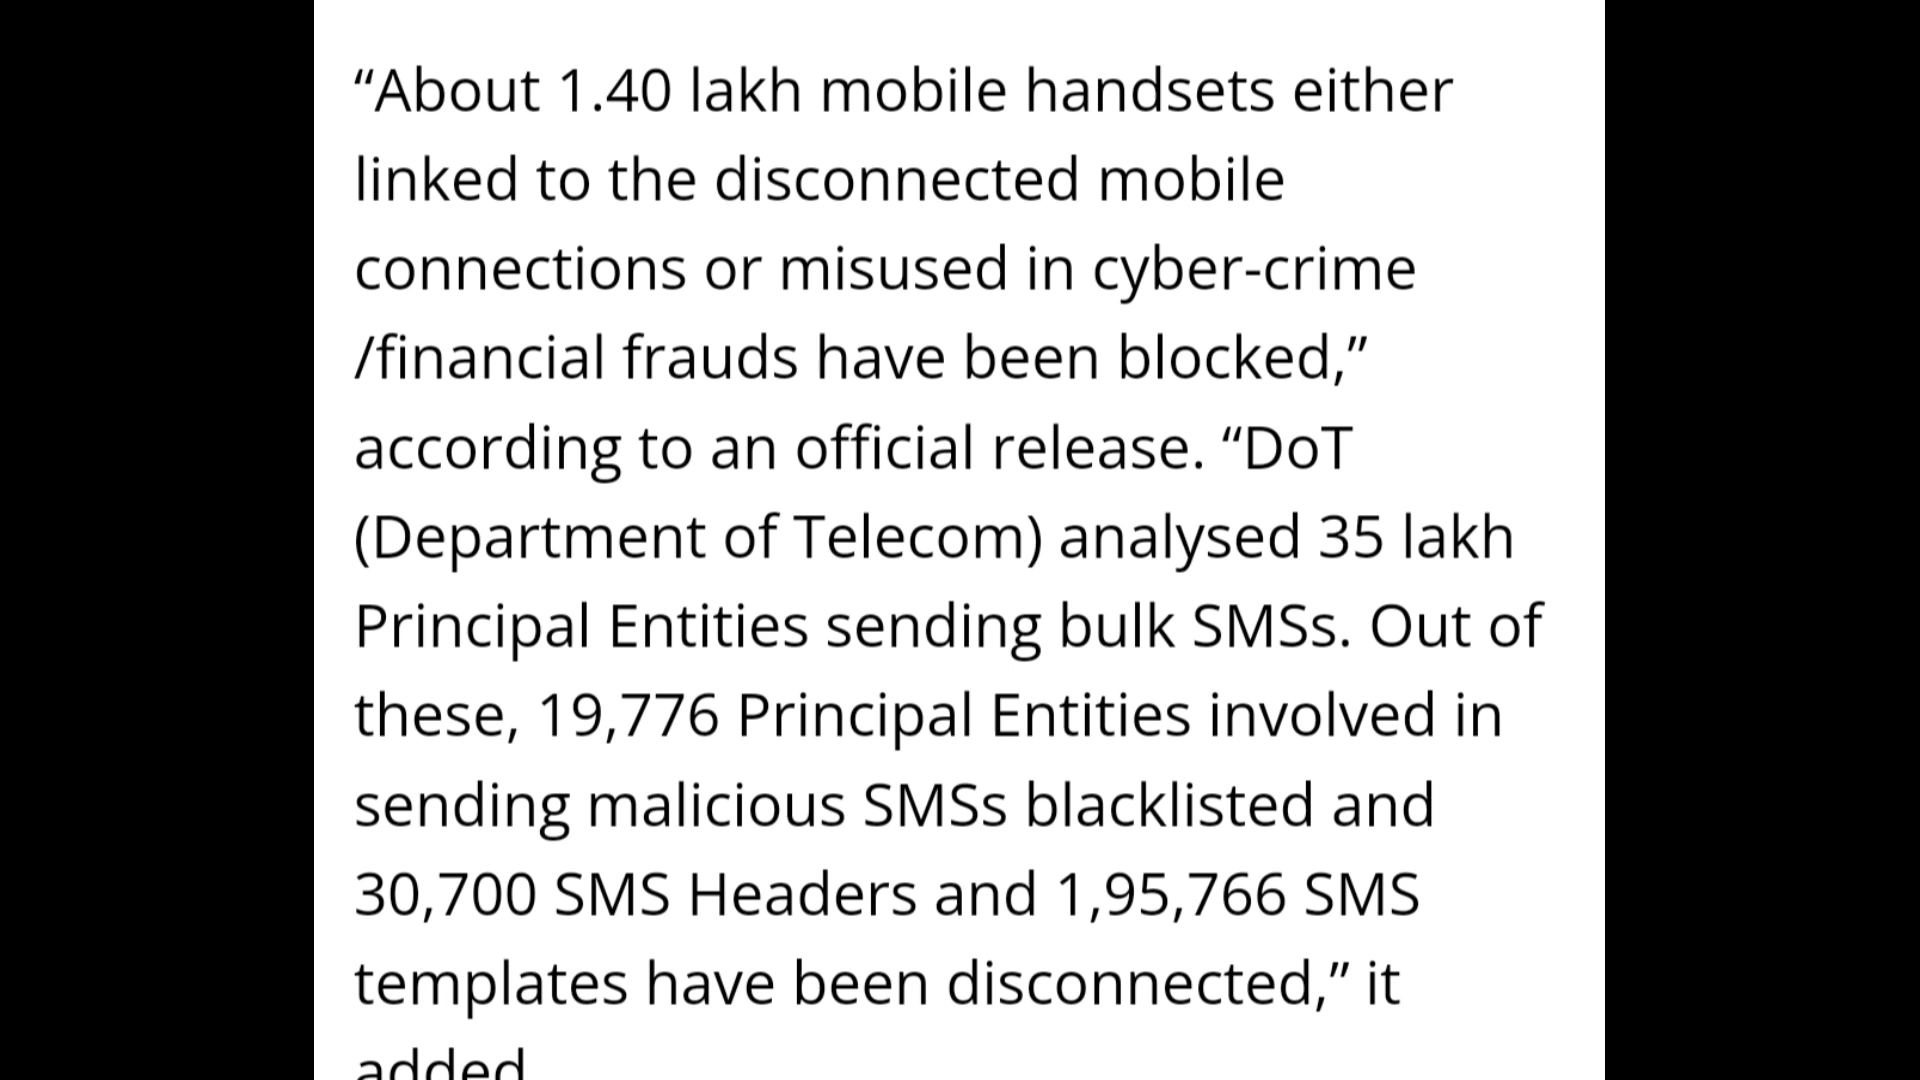 “About 1.40 lakh mobile handsets either
linked to the disconnected mobile
connections or misused in cyber-crime
/financial frauds have been blocked,”
according to an official release. “DoT
(Department of Telecom) analysed 35 lakh
Principal Entities sending bulk SMSs. Out of
these, 19,776 Principal Entities involved in
sending malicious SMSs blacklisted and
30,700 SMS Headers and 1,95,766 SMS
templates have been disconnected,” it
added